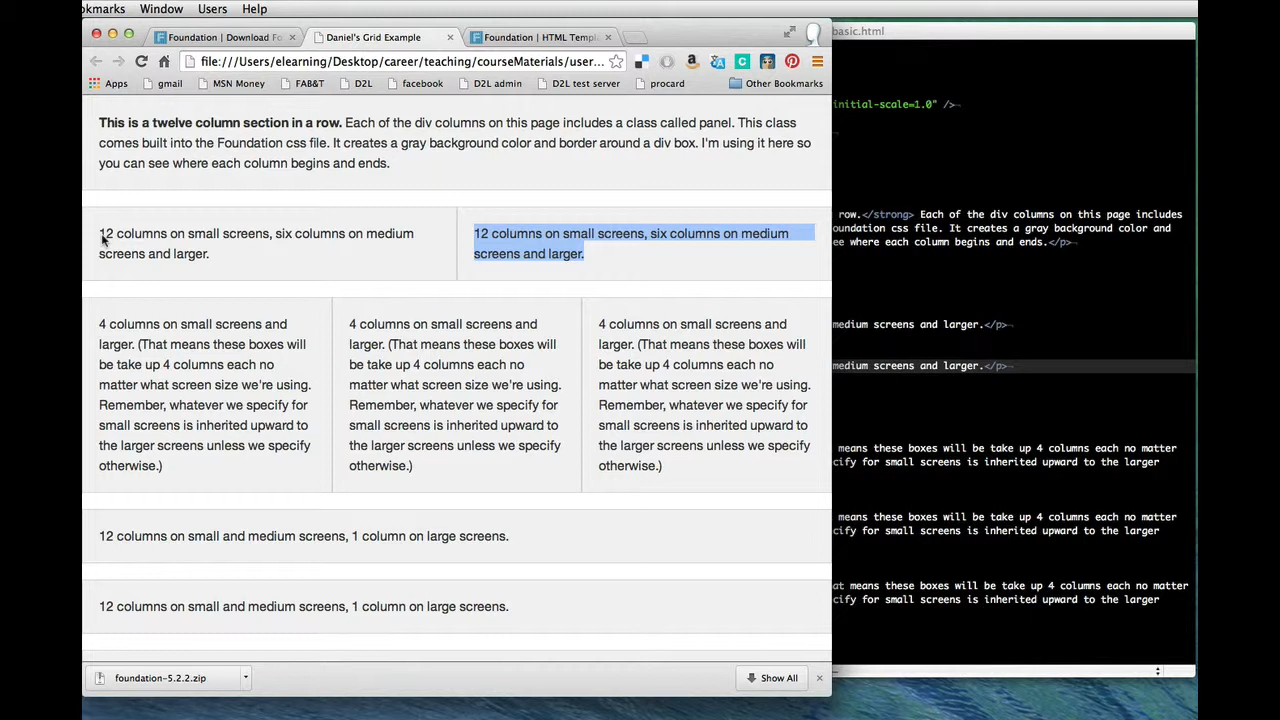 okmarks Window Users Help
Foundation | Download Fo
Daniel's Grid Example
Foundation | HTML Templ
basic.html
file:///Users/elearning/Desktop/career/teaching/courseMaterials/user...
Apps gmail MSN Money FAB&T D2L facebook D2L admin D2L test server procard Other Bookmarks
This is a twelve column section in a row. Each of the div columns on this page includes a class called panel. This class
comes built into the Foundation css file. It creates a gray background color and border around a div box. I'm using it here so
you can see where each column begins and ends.
12 columns on small screens, six columns on medium
screens and larger.
12 columns on small screens, six columns on medium
screens and larger.
4 columns on small screens and
larger. (That means these boxes will
be take up 4 columns each no
matter what screen size we're using.
Remember, whatever we specify for
small screens is inherited upward to
the larger screens unless we specify
otherwise.)
4 columns on small screens and
larger. (That means these boxes will
be take up 4 columns each no
matter what screen size we're using.
Remember, whatever we specify for
small screens is inherited upward to
the larger screens unless we specify
otherwise.)
4 columns on small screens and
larger. (That means these boxes will
be take up 4 columns each no
matter what screen size we're using.
Remember, whatever we specify for
small screens is inherited upward to
the larger screens unless we specify
otherwise.)
12 columns on small and medium screens, 1 column on large screens.
12 columns on small and medium screens, 1 column on large screens.
foundation-5.2.2.zip
Show All
initial-scale=1.0" />¬
row.</strong> Each of the div columns on this page includes
oundation css file. It creates a gray background color and
ee where each column begins and ends.</p>¬
medium screens and larger.</p>¬
medium screens and larger.</p>¬
means these boxes will be take up 4 columns each no matter
cify for small screens is inherited upward to the larger
means these boxes will be take up 4 columns each no matter
cify for small screens is inherited upward to the larger
at means these boxes will be take up 4 columns each no matter
cify for small screens is inherited upward to the larger